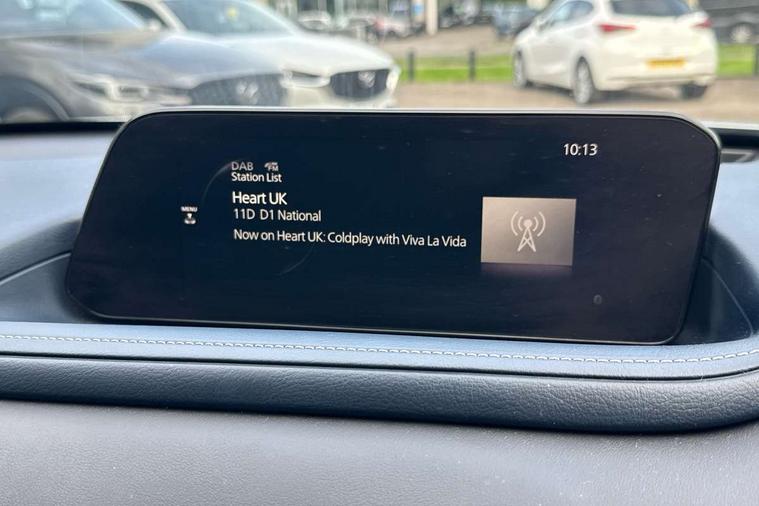 10:13
DAB FM
Station List
MENU
Heart UK
11D D1 National
Now on Heart UK: Coldplay with Viva La Vida